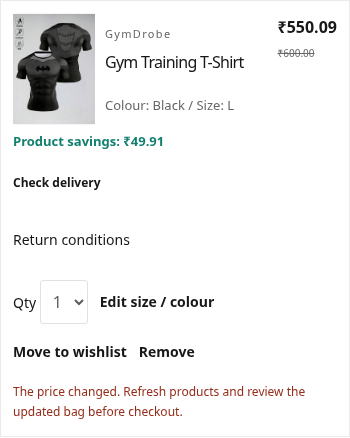 GymDrobe
₹550.09
Gym Training T-Shirt
₹600.00
Colour: Black / Size: L
Product savings: ₹49.91
Check delivery
Return conditions
Qty 1 Edit size / colour
Move to wishlist Remove
The price changed. Refresh products and review the
updated bag before checkout.